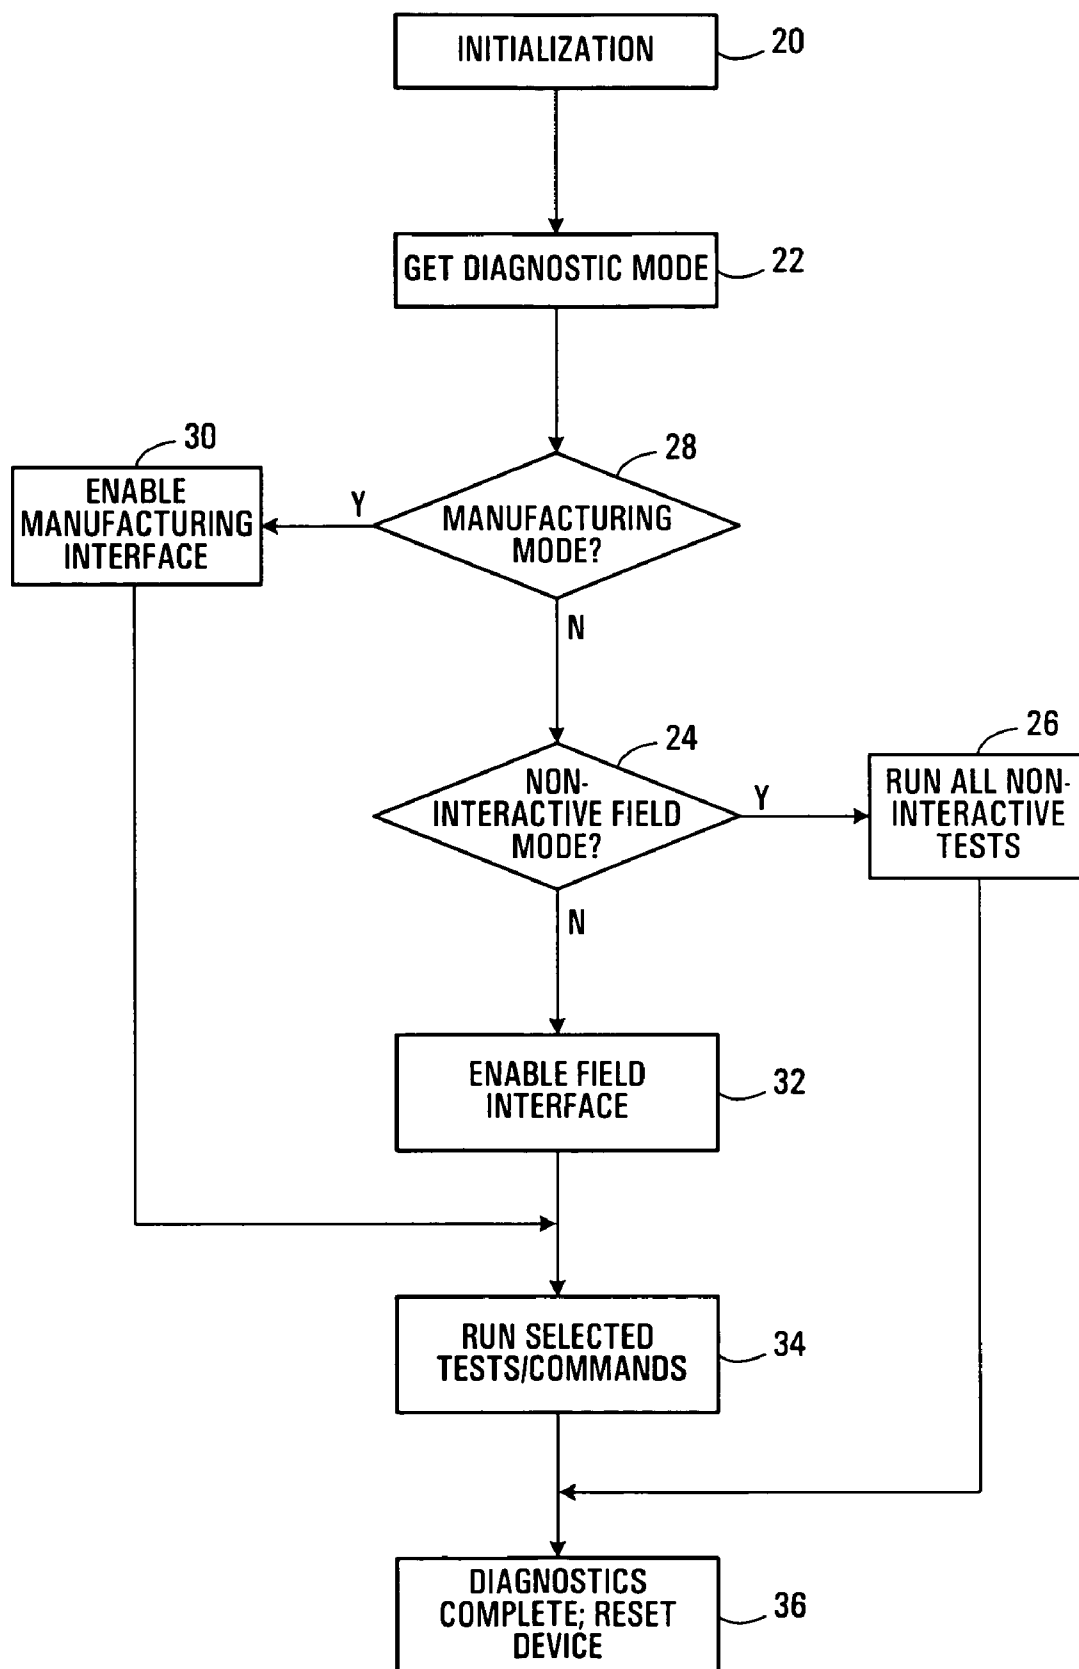 INITIALIZATION
20
GET DIAGNOSTIC MODE
22
30
ENABLE
MANUFACTURING
INTERFACE
Y
28
MANUFACTURING
MODE?
N
24
NON-
INTERACTIVE FIELD
MODE?
Y
26
RUN ALL NON-
INTERACTIVE
TESTS
N
ENABLE FIELD
INTERFACE
32
RUN SELECTED
TESTS/COMMANDS
34
DIAGNOSTICS
COMPLETE; RESET
DEVICE
36